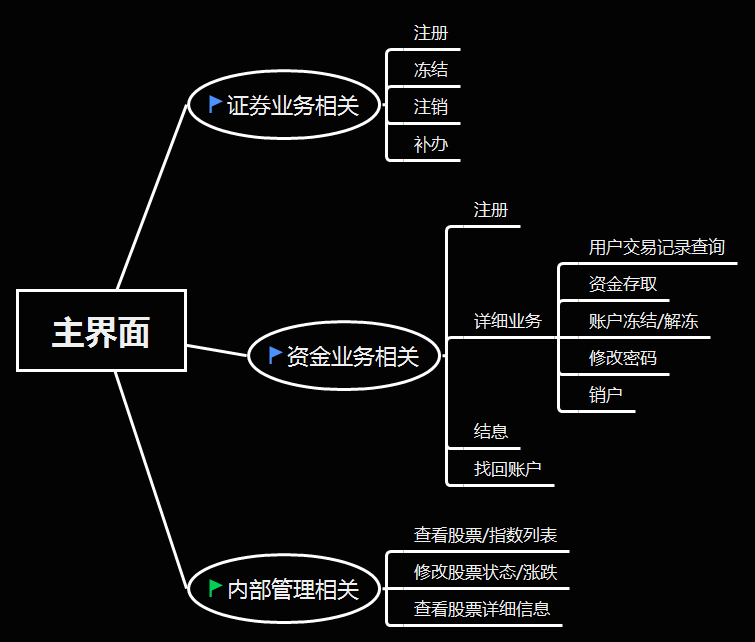 主界面
证券业务相关
注册
冻结
注销
补办
资金业务相关
注册
详细业务
用户交易记录查询
资金存取
账户冻结/解冻
修改密码
销户
结息
找回账户
内部管理相关
查看股票/指数列表
修改股票状态/涨跌
查看股票详细信息